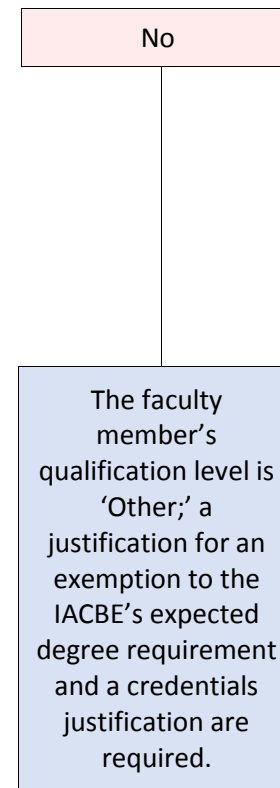 No
The faculty
member’s
qualification level is
‘Other;’ a
justification for an
exemption to the
IACBE’s expected
degree requirement
and a credentials
justification are
required.